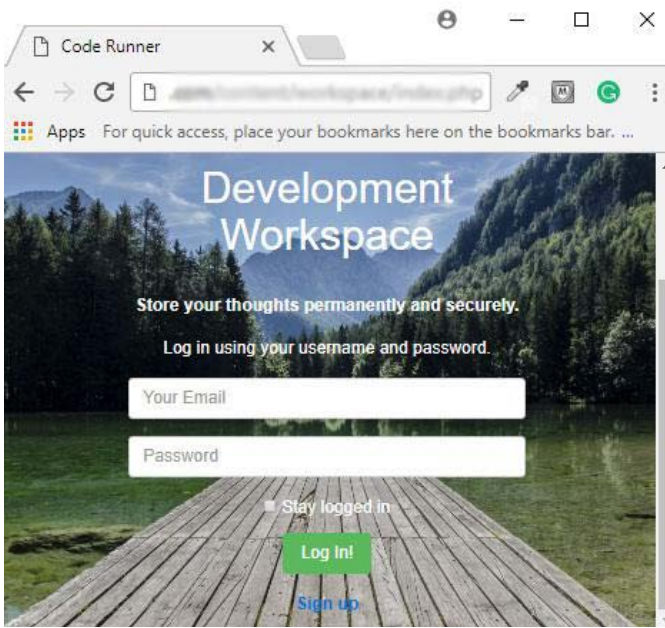 Code Runner
Apps For quick access, place your bookmarks here on the bookmarks bar. ...
Development
Workspace
Store your thoughts permanently and securely.
Log in using your username and password.
Your Email
Password
Stay logged in
Log In!
Sign up